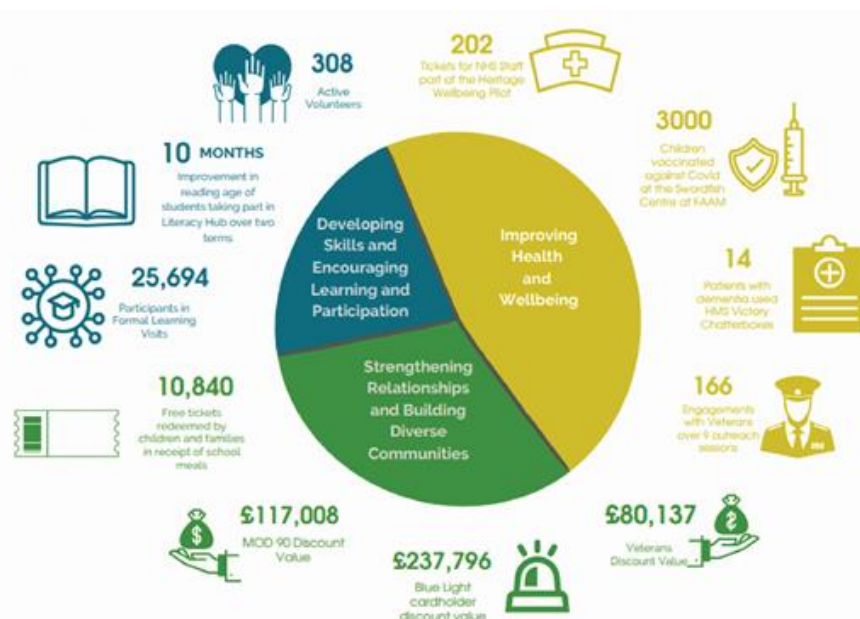 308
Active
Volunteers
202
Tickets for NHS Staff
part of the Heritage
Wellbeing Pilot
3000
Children
vaccinated
against Covid
at the Swordfish
Centre at FAAM
10 MONTHS
Improvement in
reading age of
students taking part in
Literacy Hub over two
terms
Developing
Skills and
Encouraging
Learning and
Participation
Improving
Health
and
Wellbeing
14
Patients with
dementia used
HMS Victory
Chatterboxes
25,694
Participants in
Formal Learning
Visits
Strengthening
Relationships
and Building
Diverse
Communities
10,840
Free tickets
redeemed by
children and families
in receipt of school
meals
166
Engagements
with Veterans
over 9 outreach
sessions
$
£117,008
MOD 90 Discount
Value
£237,796
Blue Light
cardholder
discount value
£80,137
Veterans
Discount Value
$